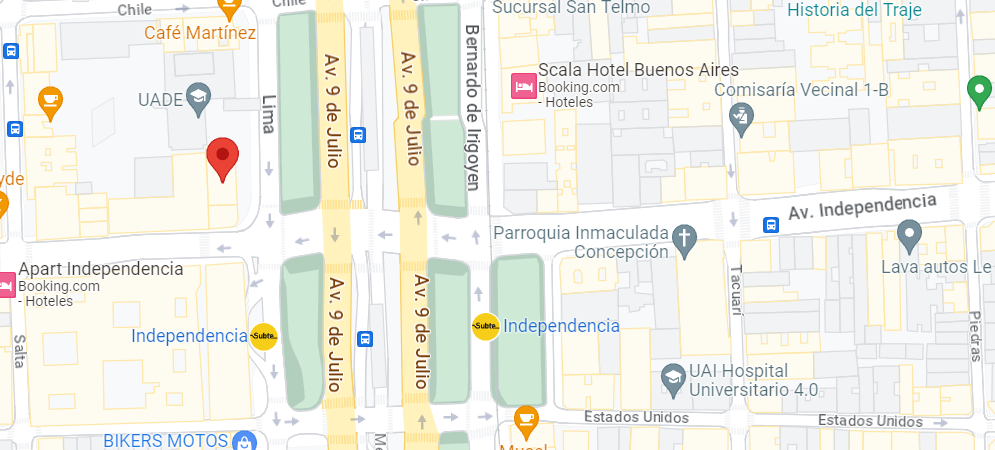 Chile
Chile
Sucursal San Telmo
Historia del Traje
Café Martínez
Av. 9 de Julio
Av. 9 de Julio
Bernardo de Irigoyen
Scala Hotel Buenos Aires
Booking.com
- Hoteles
Comisaría Vecinal 1-B
UADE
Lima
yde
Av. Independencia
Parroquia Inmaculada
Concepción
Lava autos Le
Apart Independencia
Booking.com
- Hoteles
Tacuarí
Av. 9 de Julio
Av. 9 de Julio
Independencia
Subte
Subte
Independencia
Salta
Piedras
UAI Hospital
Universitario 4.0
Estados Unidos
Estados Unidos
BIKERS MOTOS